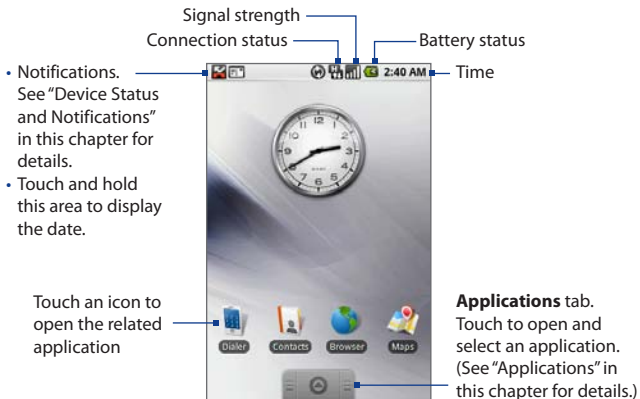 Signal strength
Connection status
Battery status
Time
2:40 AM
• Notifications.
See “Device Status
and Notifications”
in this chapter for
details.
• Touch and hold
this area to display
the date.
12
Touch an icon to
open the related
application
Dialer
Contacts
Browser
Maps
Applications tab.
Touch to open and
select an application.
(See “Applications” in
this chapter for details.)